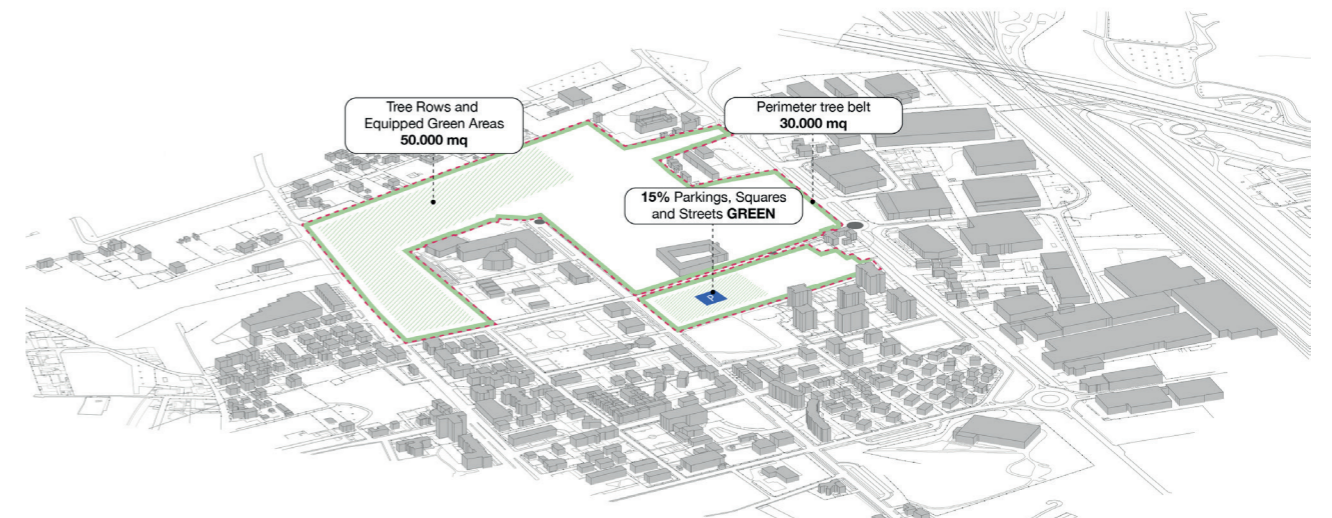 Tree Rows and
Equipped Green Areas
50.000 mq
Perimeter tree belt
30.000 mq
15% Parkings, Squares
and Streets GREEN
P